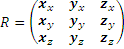 R = ( x_x y_x z_x
x_y y_y z_y
x_z y_z z_z )